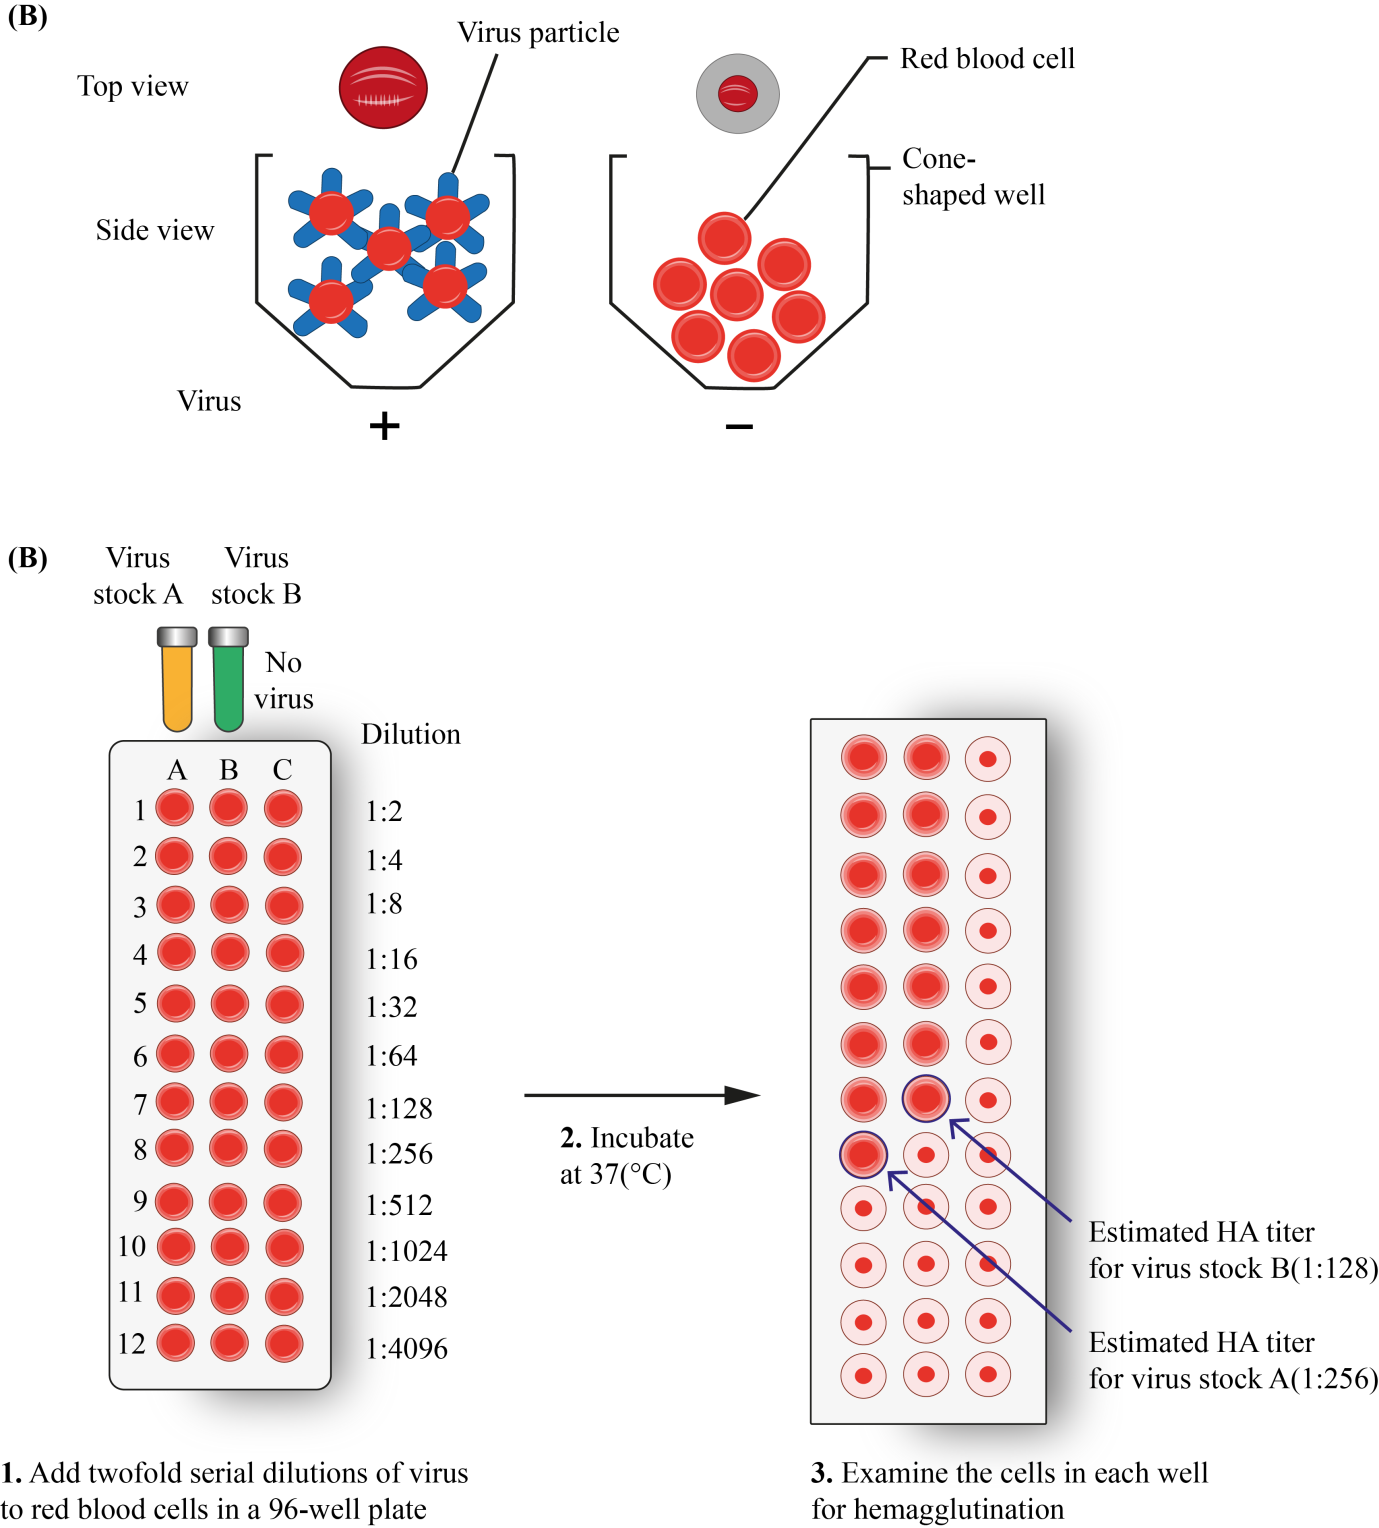 (B)
Virus particle
Top view
Red blood cell
Cone-
shaped well
Side view
Virus
+
−
(B)
Virus
stock A
Virus
stock B
No
virus
Dilution
A B C
1 1:2
2 1:4
3 1:8
4 1:16
5 1:32
6 1:64
7 1:128
8 1:256
9 1:512
10 1:1024
11 1:2048
12 1:4096
2. Incubate
at 37(°C)
Estimated HA titer
for virus stock B(1:128)
Estimated HA titer
for virus stock A(1:256)
1. Add twofold serial dilutions of virus
to red blood cells in a 96-well plate
3. Examine the cells in each well
for hemagglutination